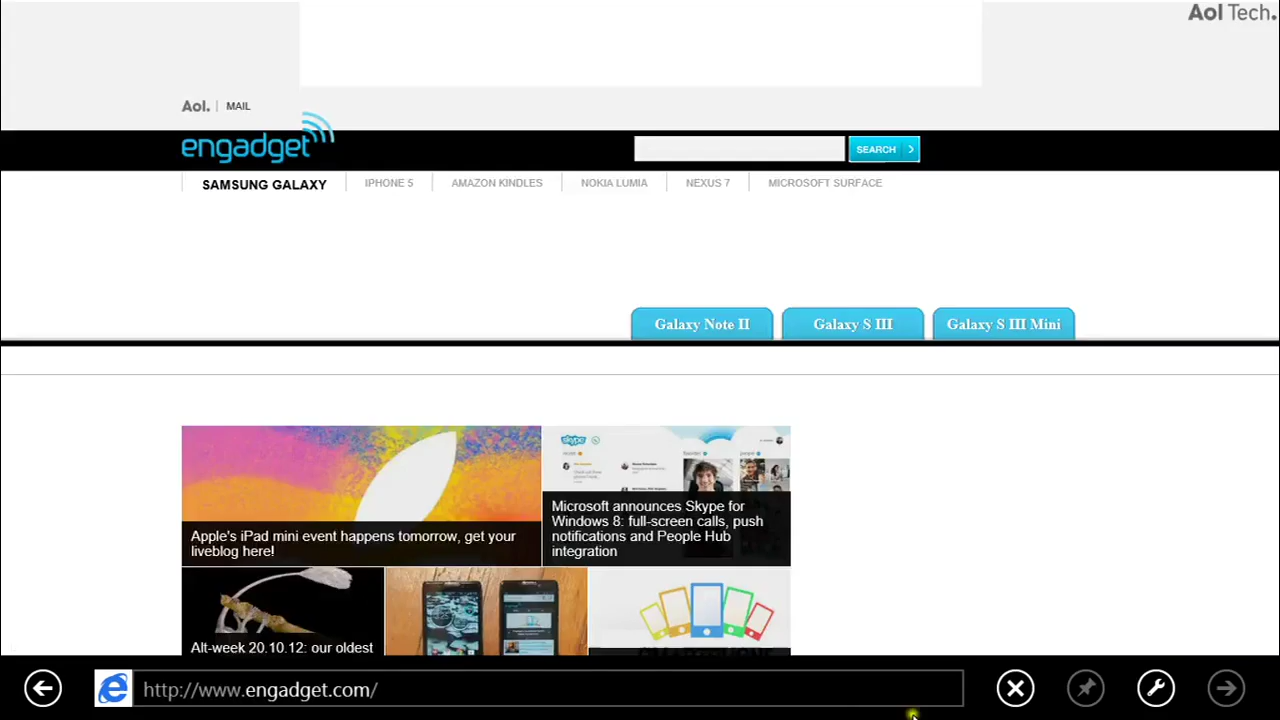 Aol Tech.
Aol. | MAIL
engadget
SEARCH
SAMSUNG GALAXY
IPHONE 5
AMAZON KINDLES
NOKIA LUMIA
NEXUS 7
MICROSOFT SURFACE
Galaxy Note II
Galaxy S III
Galaxy S III Mini
Apple's iPad mini event happens tomorrow, get your
liveblog here!
skype
people
Microsoft announces Skype for
Windows 8: full-screen calls, push
notifications and People Hub
integration
Alt-week 20.10.12: our oldest
http://www.engadget.com/